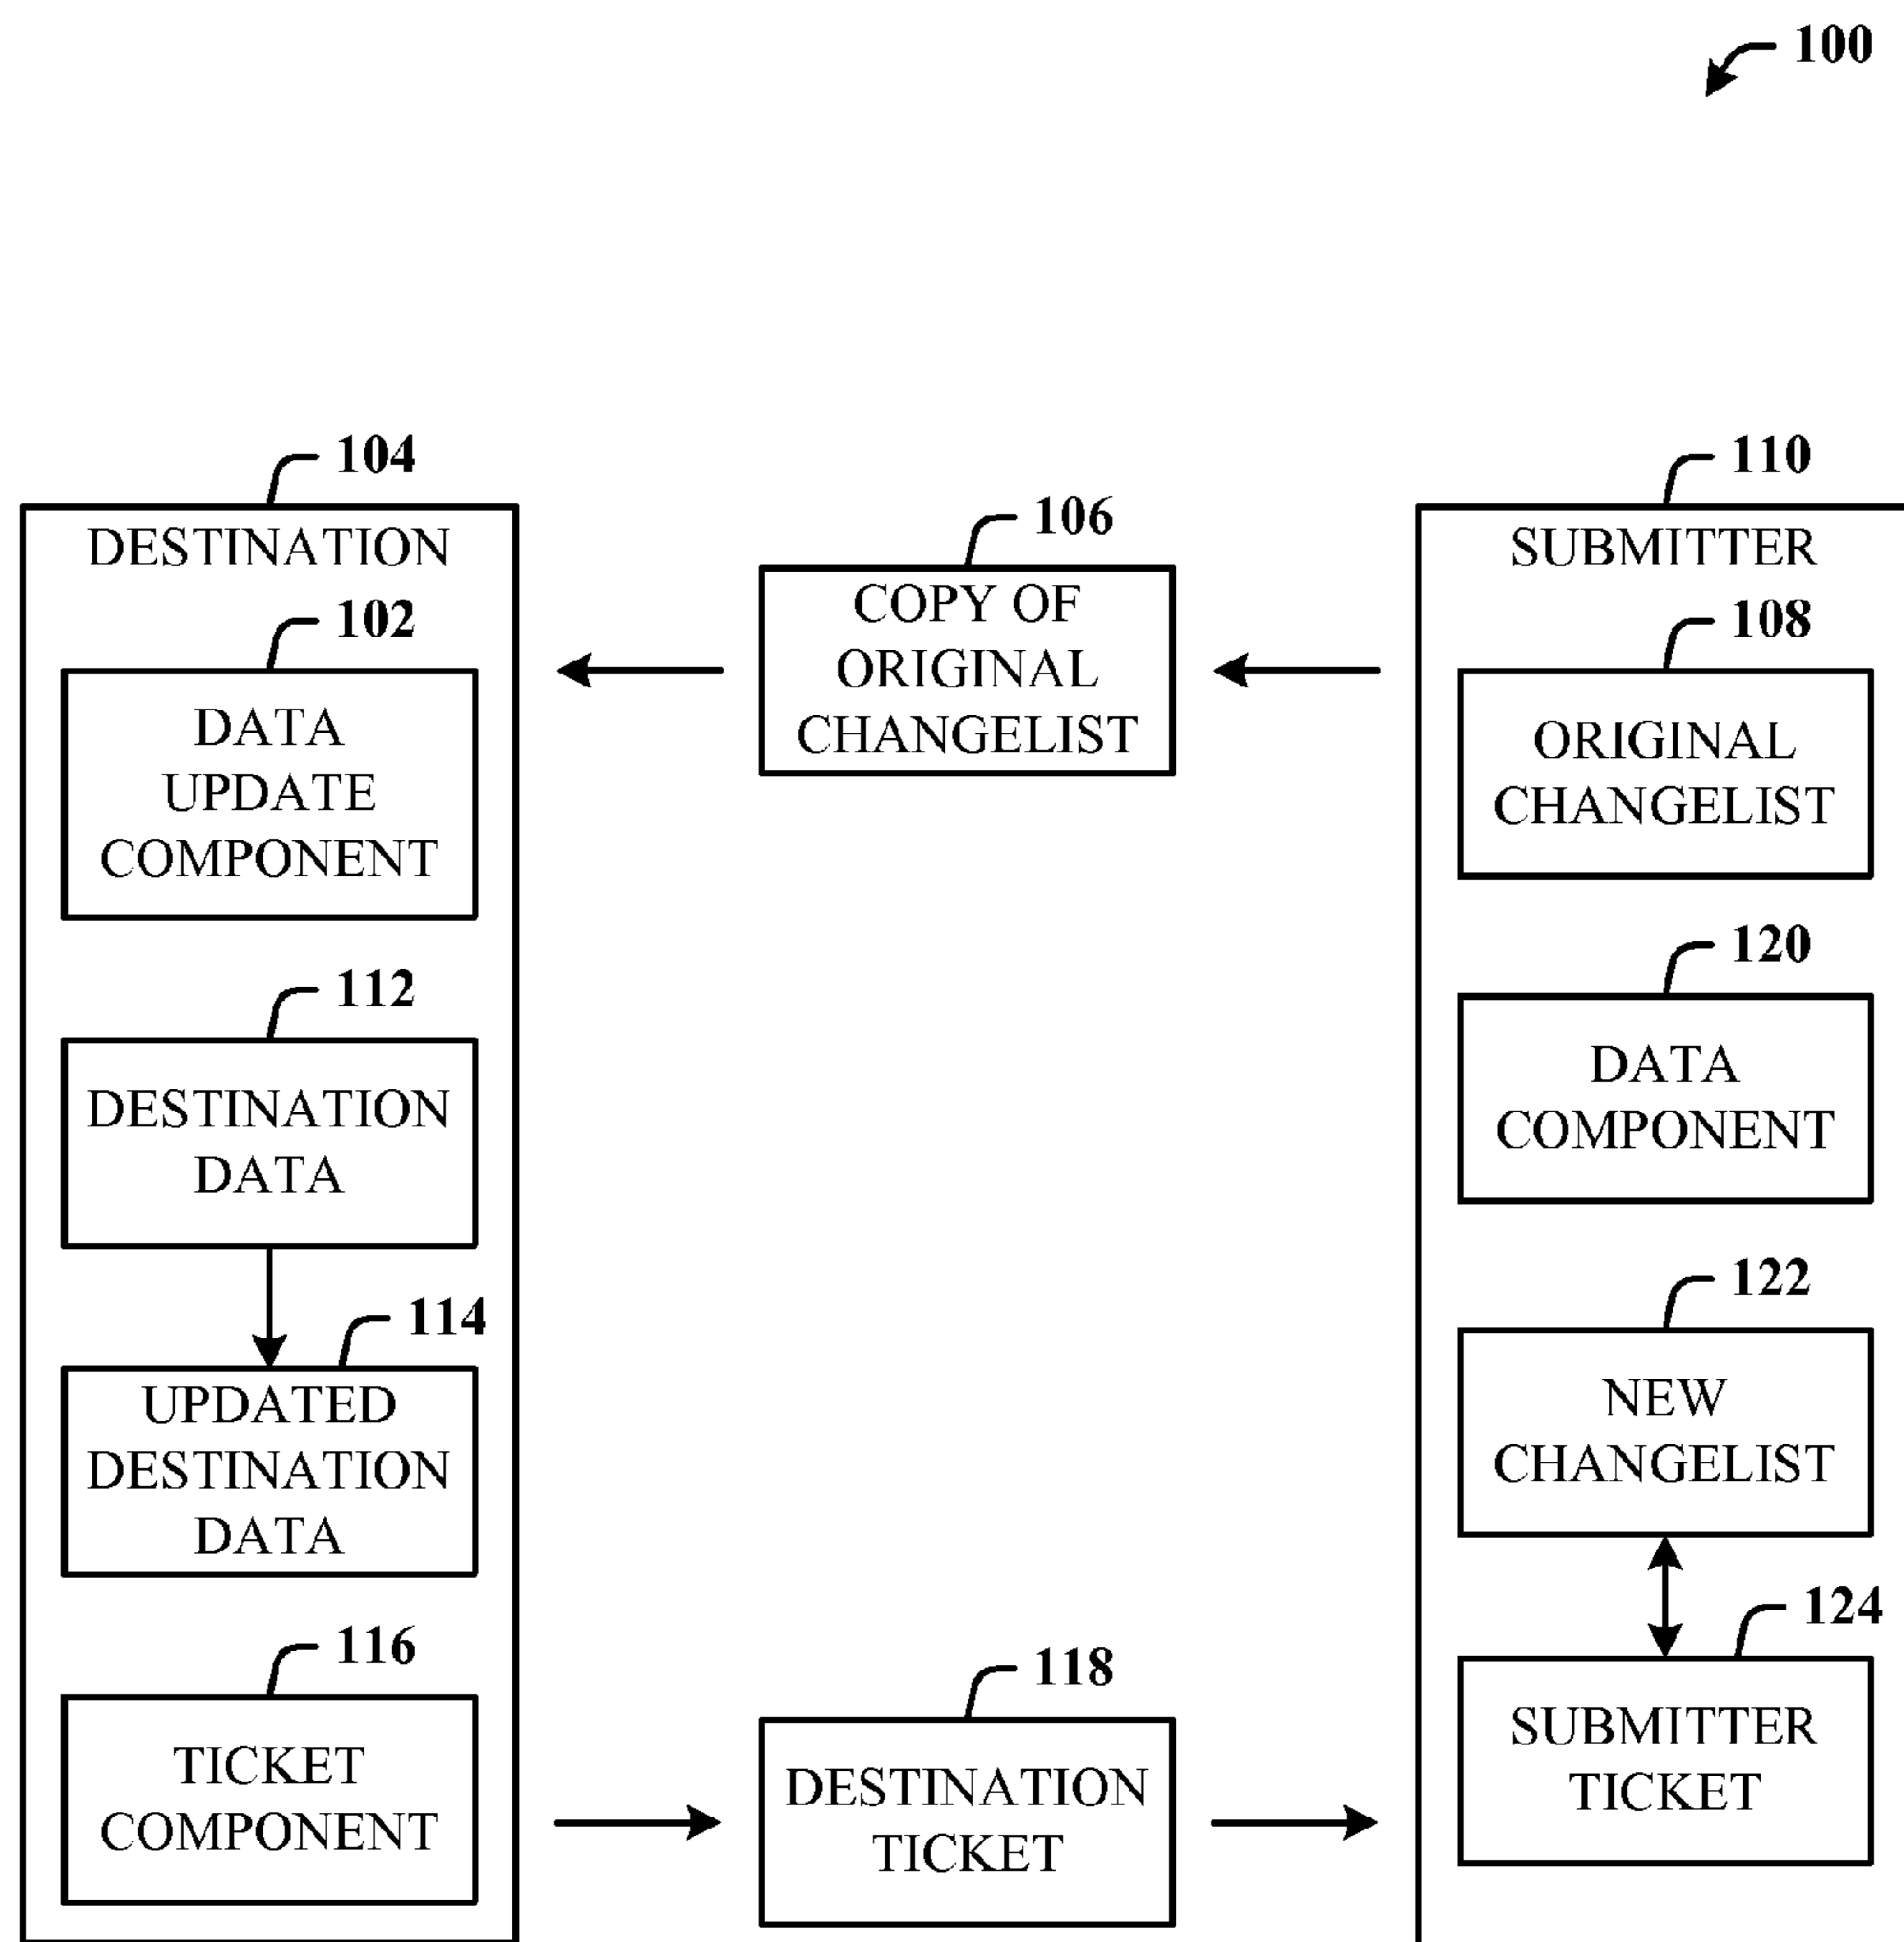 100
104
DESTINATION
102
DATA
UPDATE
COMPONENT
112
DESTINATION
DATA
114
UPDATED
DESTINATION
DATA
116
TICKET
COMPONENT
106
COPY OF
ORIGINAL
CHANGELIST
118
DESTINATION
TICKET
110
SUBMITTER
108
ORIGINAL
CHANGELIST
120
DATA
COMPONENT
122
NEW
CHANGELIST
124
SUBMITTER
TICKET